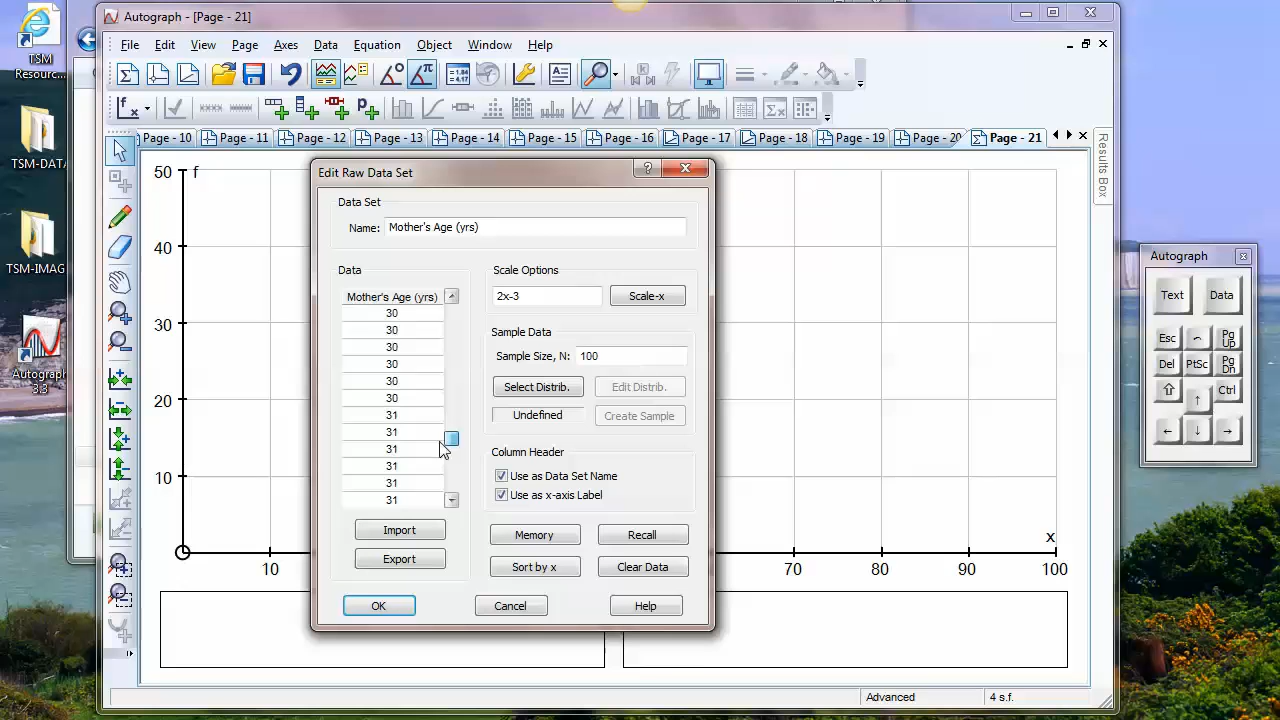 TSM
Resourc...
TSM-DATA
TSM-IMAG
Autograph
3.3
Autograph - [Page - 21]
File Edit View Page Axes Data Equation Object Window Help
Page - 10 Page - 11 Page - 12 Page - 13 Page - 14 Page - 15 Page - 16 Page - 17 Page - 18 Page - 19 Page - 20 Page - 21
Results Box
50 f
40
30
20
10
10 70 80 90 100
x
Edit Raw Data Set
Data Set
Name: Mother's Age (yrs)
Data
Mother's Age (yrs)
30
30
30
30
30
30
31
31
31
31
31
31
Import
Export
Scale Options
2x-3 Scale-x
Sample Data
Sample Size, N: 100
Select Distrib. Edit Distrib.
Undefined Create Sample
Column Header
Use as Data Set Name
Use as x-axis Label
Memory Recall
Sort by x Clear Data
OK Cancel Help
Autograph
Text Data
Esc Pg Up
Del PtSc Pg Dn
Ctrl
Advanced 4 s.f.